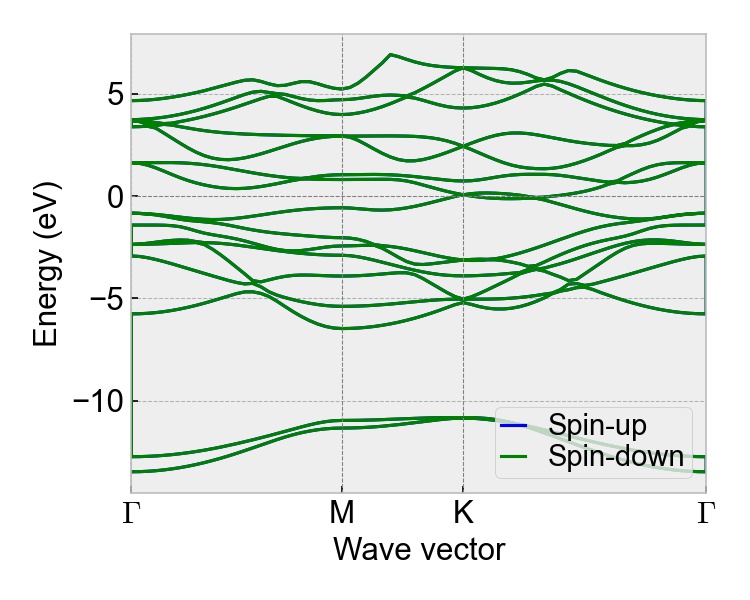 5
0
−5
−10
Energy (eV)
Spin-up
Spin-down
Γ M K Γ
Wave vector